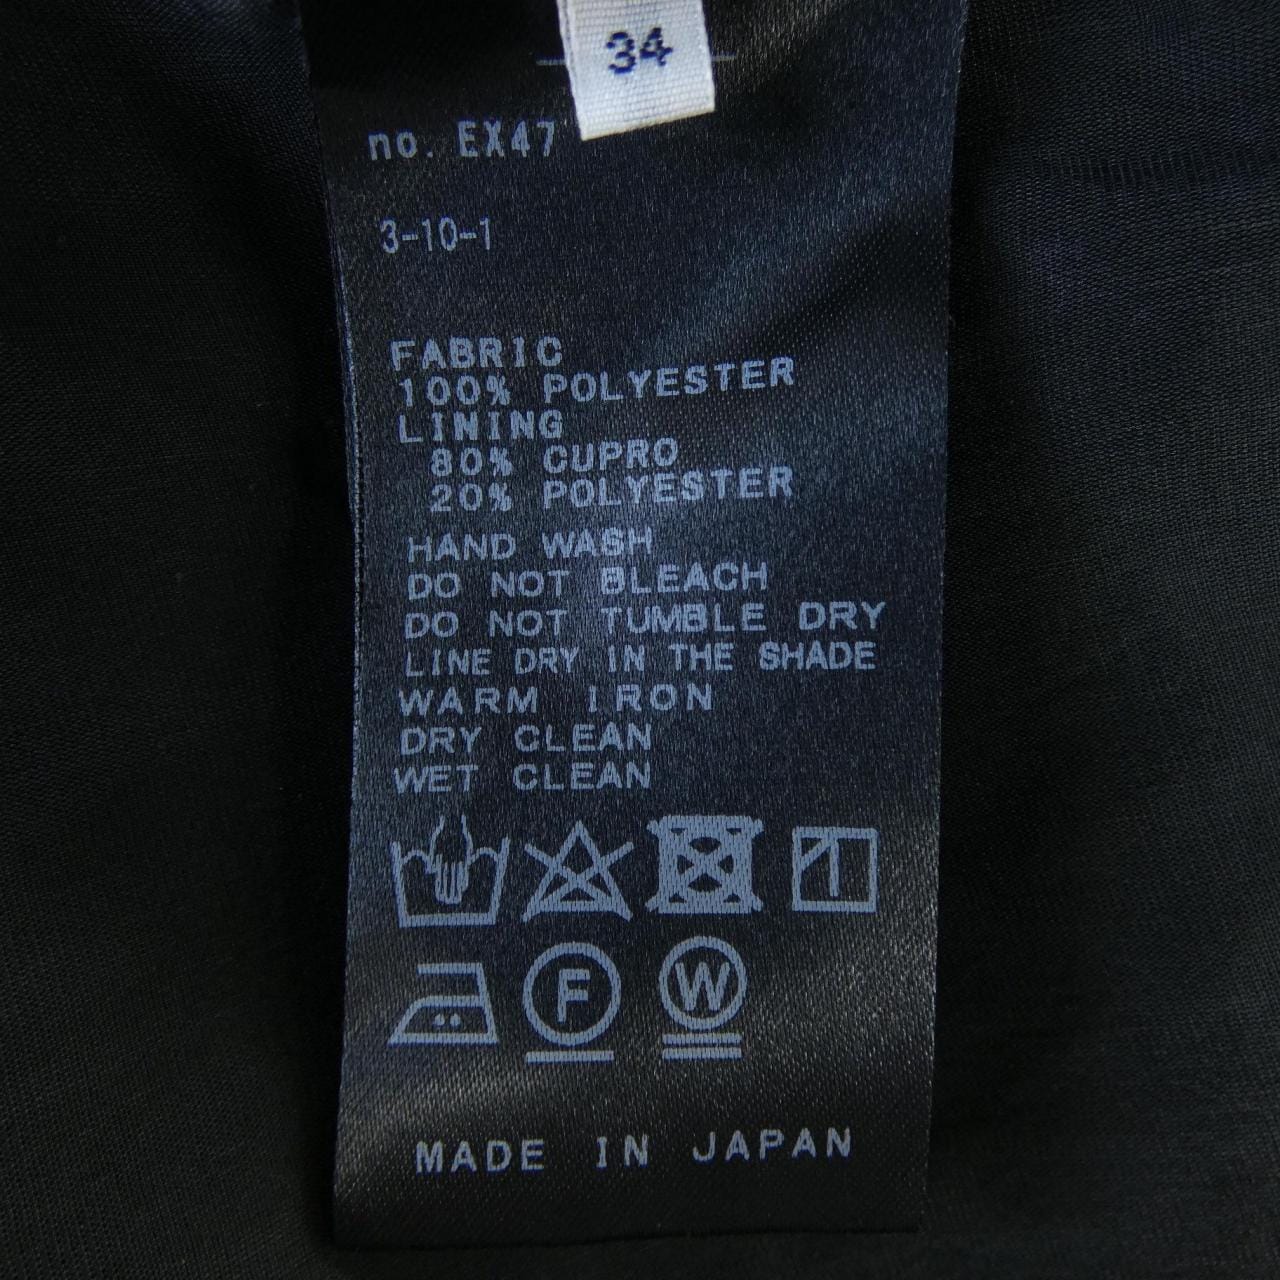 34
no. EX47
3-10-1
FABRIC
100% POLYESTER
LINING
80% CUPRO
20% POLYESTER
HAND WASH
DO NOT BLEACH
DO NOT TUMBLE DRY
LINE DRY IN THE SHADE
WARM IRON
DRY CLEAN
WET CLEAN
F W
MADE IN JAPAN